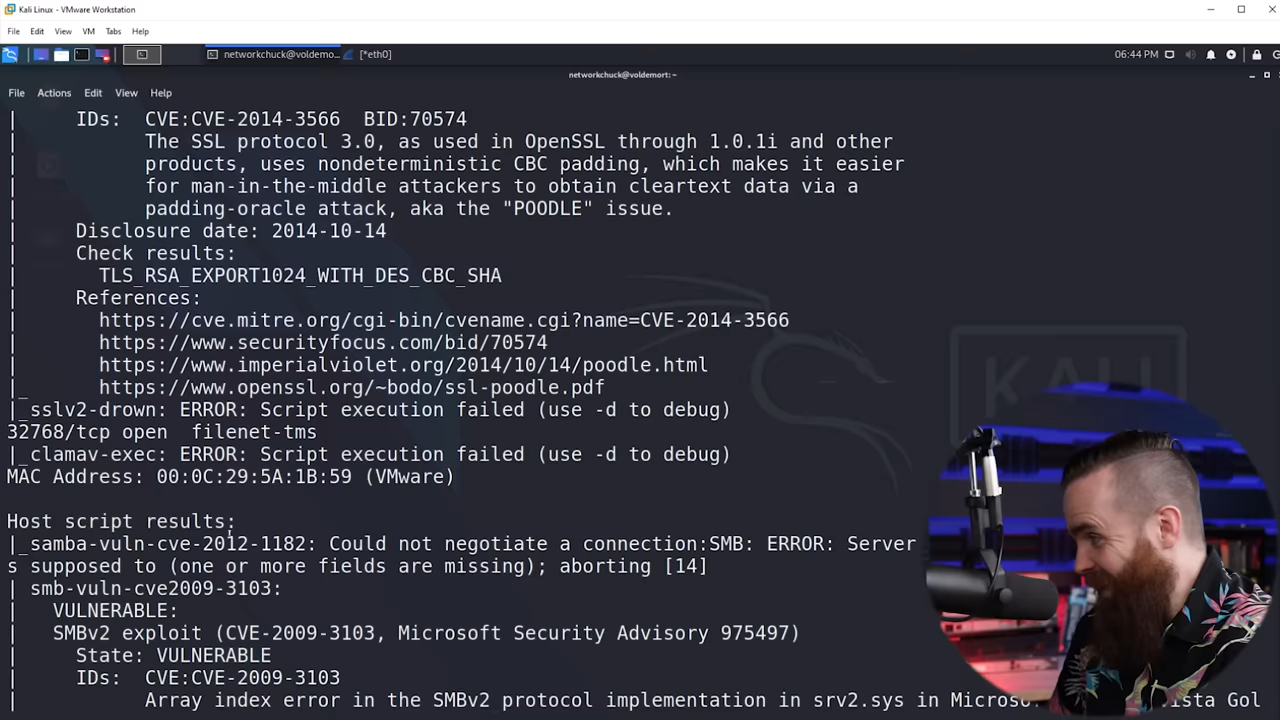 Kali Linux - VMware Workstation
File Edit View VM Tabs Help
networkchuck@voldemo... [*eth0] 06:44 PM
networkchuck@voldemort: ~
File Actions Edit View Help
| IDs: CVE:CVE-2014-3566 BID:70574
| The SSL protocol 3.0, as used in OpenSSL through 1.0.1i and other
| products, uses nondeterministic CBC padding, which makes it easier
| for man-in-the-middle attackers to obtain cleartext data via a
| padding-oracle attack, aka the "POODLE" issue.
| Disclosure date: 2014-10-14
| Check results:
| TLS_RSA_EXPORT1024_WITH_DES_CBC_SHA
| References:
| https://cve.mitre.org/cgi-bin/cvename.cgi?name=CVE-2014-3566
| https://www.securityfocus.com/bid/70574
| https://www.imperialviolet.org/2014/10/14/poodle.html
|_ https://www.openssl.org/~bodo/ssl-poodle.pdf
|_sslv2-drown: ERROR: Script execution failed (use -d to debug)
32768/tcp open filenet-tms
|_clamav-exec: ERROR: Script execution failed (use -d to debug)
MAC Address: 00:0C:29:5A:1B:59 (VMware)
Host script results:
|_samba-vuln-cve-2012-1182: Could not negotiate a connection:SMB: ERROR: Server
s supposed to (one or more fields are missing); aborting [14]
| smb-vuln-cve2009-3103:
| VULNERABLE:
| SMBv2 exploit (CVE-2009-3103, Microsoft Security Advisory 975497)
| State: VULNERABLE
| IDs: CVE:CVE-2009-3103
| Array index error in the SMBv2 protocol implementation in srv2.sys in Microso ista Gol
KALI